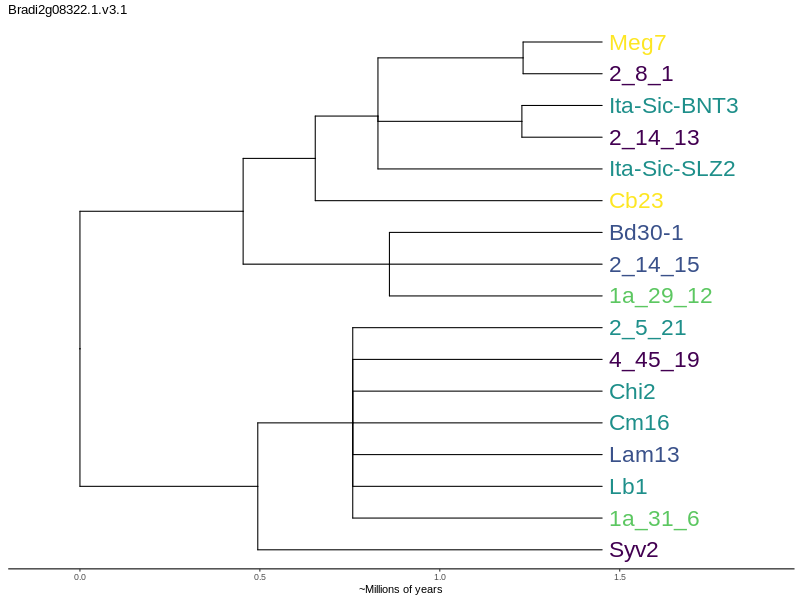 Bradi2g08322.1.v3.1
Meg7
2_8_1
Ita-Sic-BNT3
2_14_13
Ita-Sic-SLZ2
Cb23
Bd30-1
2_14_15
1a_29_12
2_5_21
4_45_19
Chi2
Cm16
Lam13
Lb1
1a_31_6
Syv2
0.0 0.5 1.0 1.5
~Millions of years